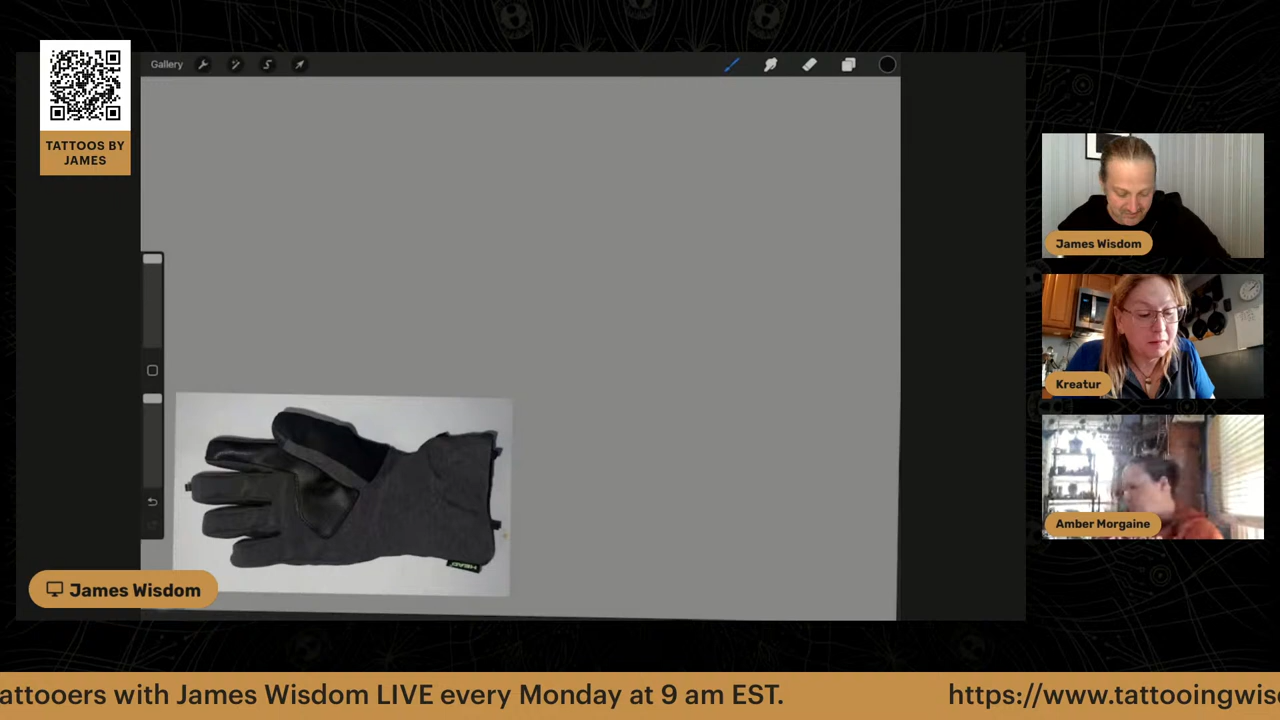 Gallery
TATTOOS BY
JAMES
James Wisdom
Kreatur
Amber Morgaine
James Wisdom
attooers with James Wisdom LIVE every Monday at 9 am EST.
https://www.tattooingwis